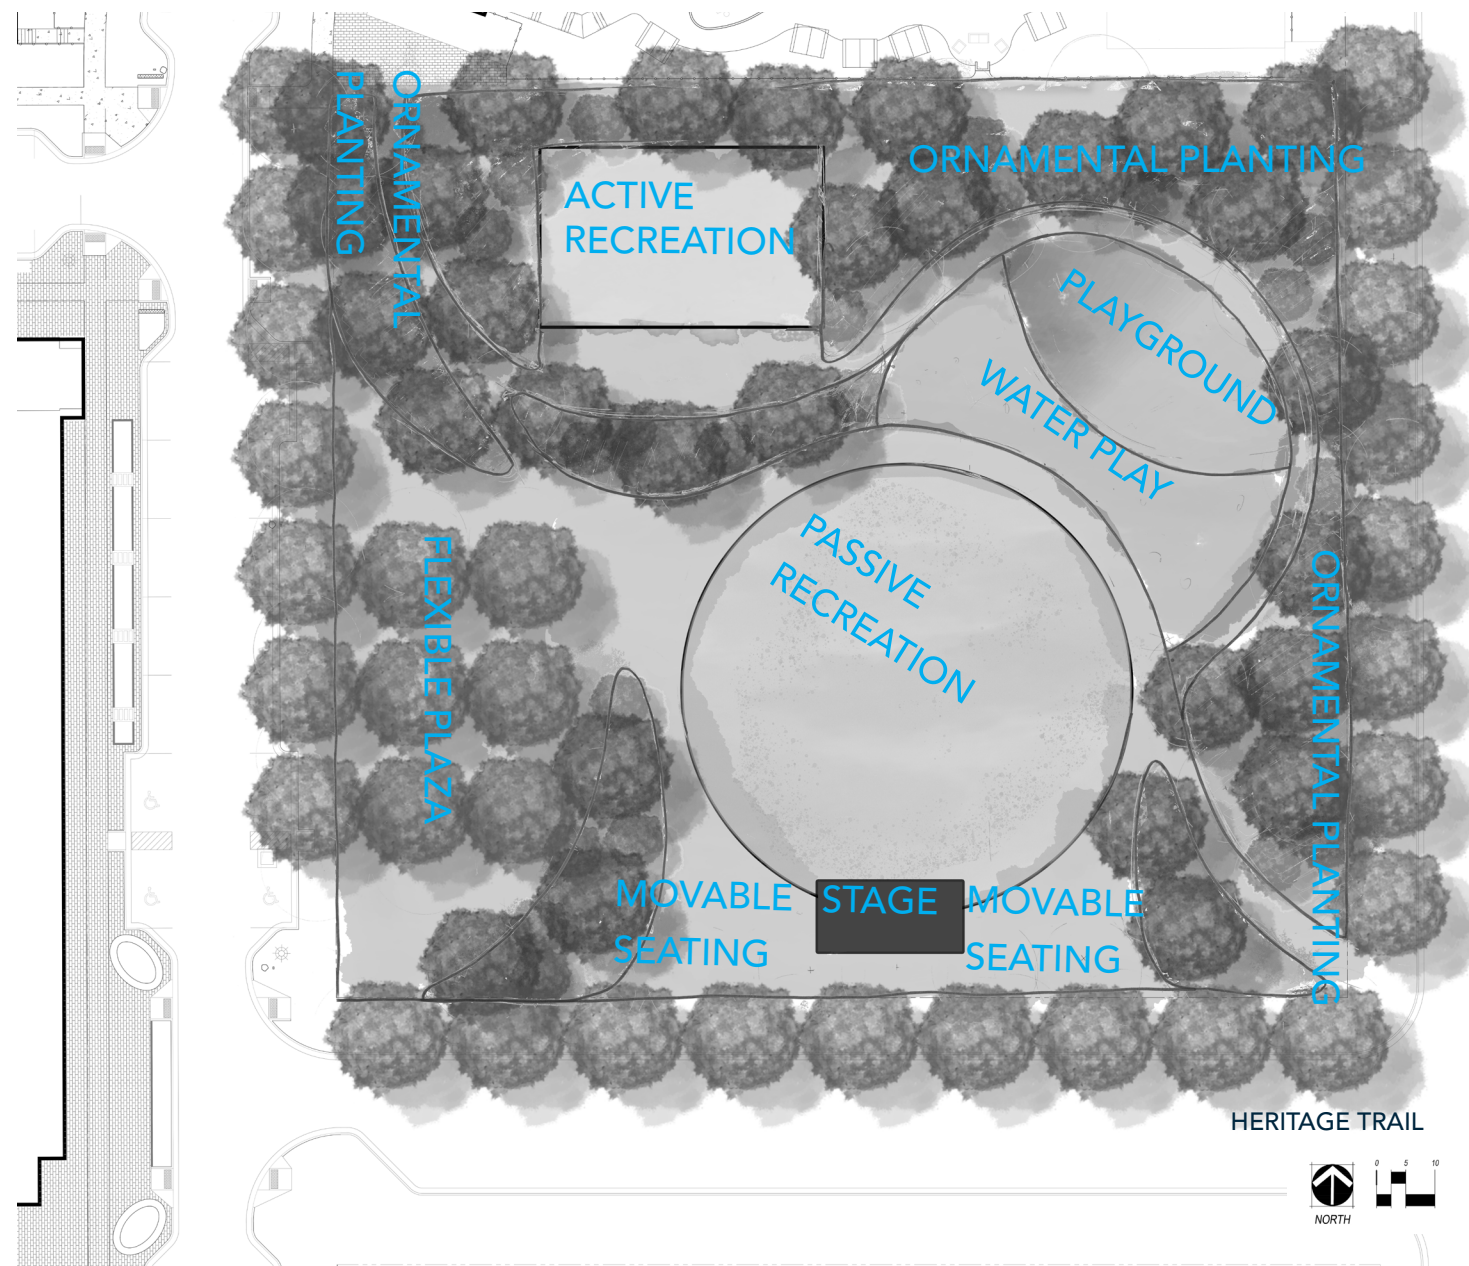 ORNAMENTAL
PLANTING
ORNAMENTAL PLANTING
ACTIVE
RECREATION
PLAYGROUND
WATER PLAY
PASSIVE
RECREATION
FLEXIBLE PLAZA
ORNAMENTAL PLANTING
MOVABLE
SEATING
STAGE
MOVABLE
SEATING
HERITAGE TRAIL
0 5 10
NORTH